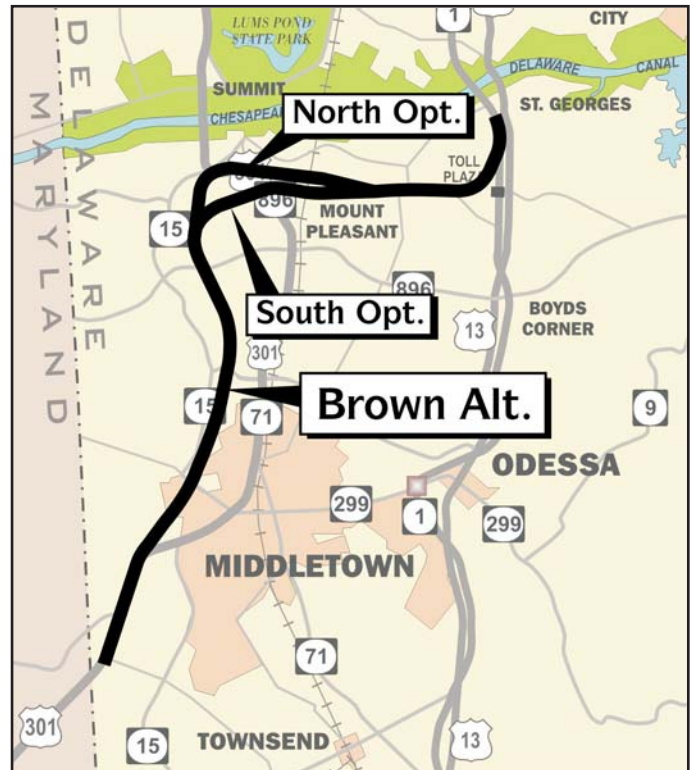 LUMS POND
STATE PARK
1
CITY
DELAWARE
MARYLAND
SUMMIT
DELAWARE CANAL
CHESAPEA
ST. GEORGES
North Opt.
TOLL
PLAZA
896
MOUNT
PLEASANT
15
896
South Opt.
BOYDS
CORNER
13
301
15
71
Brown Alt.
9
ODESSA
299
1
299
MIDDLETOWN
71
301
15
TOWNSEND
13